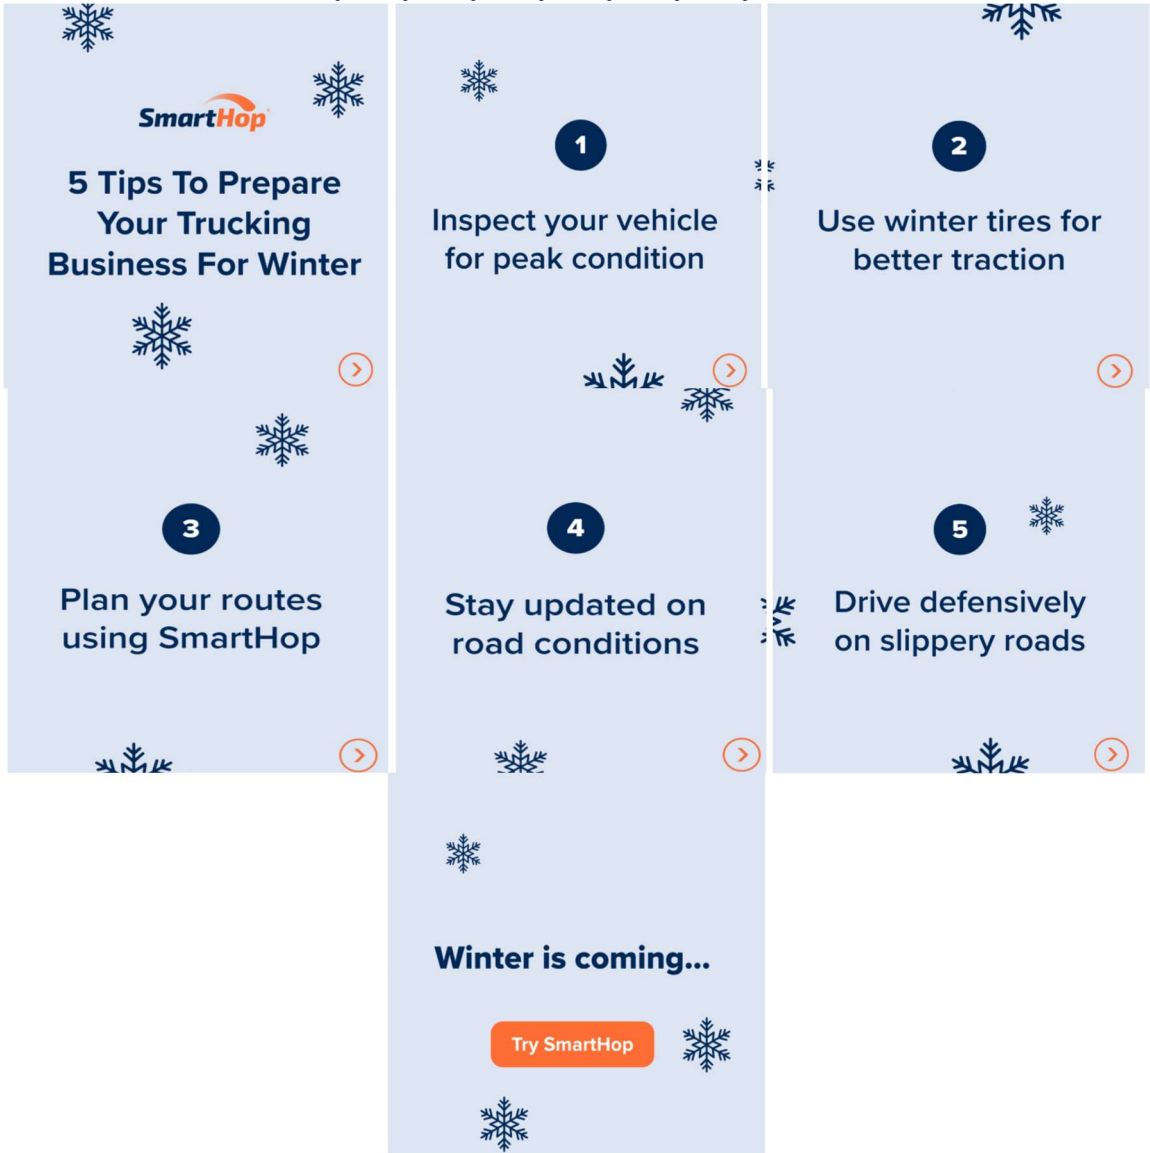 SmartHop
5 Tips To Prepare
Your Trucking
Business For Winter
1
Inspect your vehicle
for peak condition
2
Use winter tires for
better traction
3
Plan your routes
using SmartHop
4
Stay updated on
road conditions
5
Drive defensively
on slippery roads
Winter is coming...
Try SmartHop